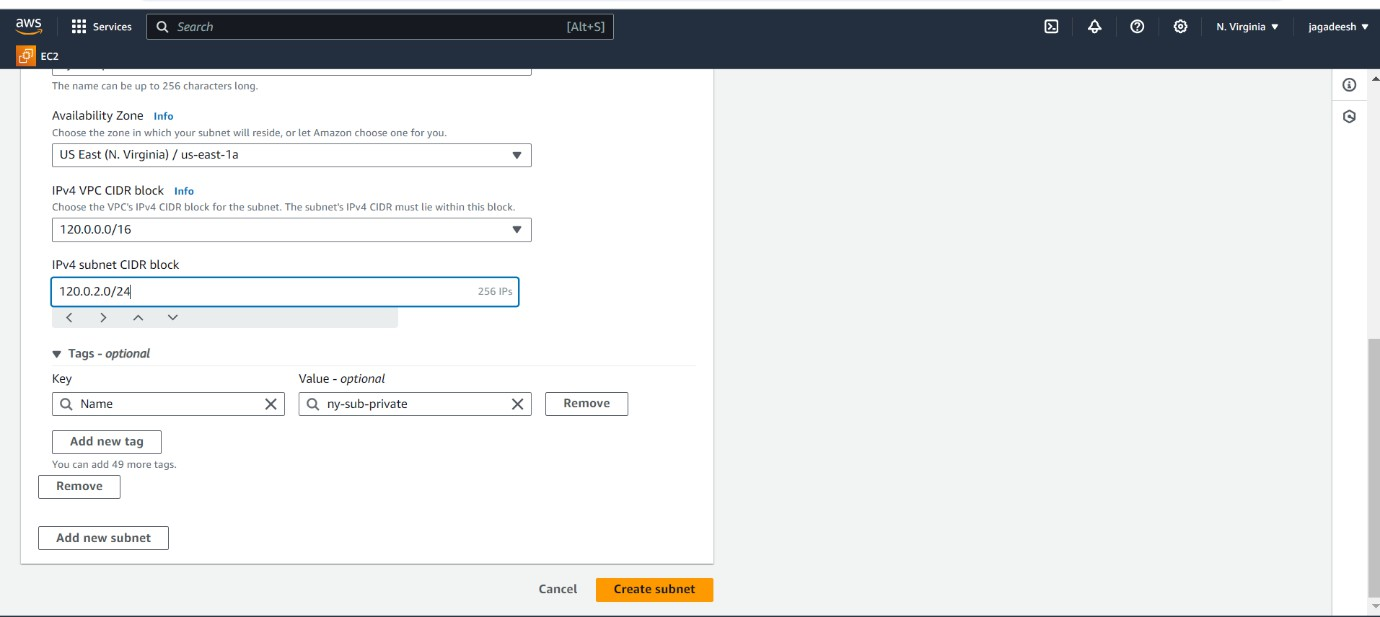 aws
Services
Search
[Alt+S]
N. Virginia
jagadeesh
EC2
The name can be up to 256 characters long.
Availability Zone Info
Choose the zone in which your subnet will reside, or let Amazon choose one for you.
US East (N. Virginia) / us-east-1a
IPv4 VPC CIDR block Info
Choose the VPC's IPv4 CIDR block for the subnet. The subnet's IPv4 CIDR must lie within this block.
120.0.0.0/16
IPv4 subnet CIDR block
120.0.2.0/24
256 IPs
Tags - optional
Key
Value - optional
Name
ny-sub-private
Remove
Add new tag
You can add 49 more tags.
Remove
Add new subnet
Cancel
Create subnet